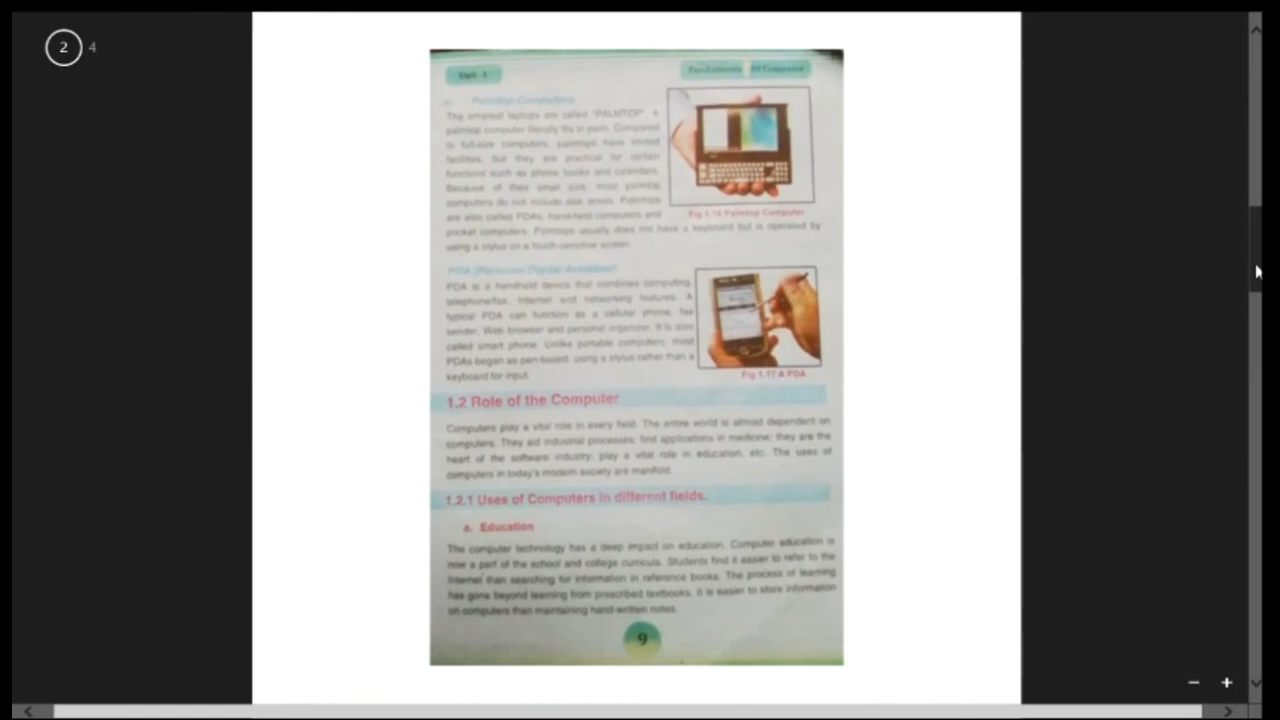 2 4
Unit -1
Fundamentals Of Computer
Palmtop Computers
The smallest laptops are called "PALMTOP". A
palmtop computer literally fits in palm. Compared
to full-size computers, palmtops have limited
facilities, but they are practical for certain
functions such as phone books and calendars.
Because of their small size, most palmtop
computers do not include disk drives. Palmtops
are also called PDAs, hand-held computers and
pocket computers. Palmtops usually does not have a keyboard but is operated by
using a stylus on a touch-sensitive screen.
Fig 1.16 Palmtop Computer
PDA (Personal Digital Assistant)
PDA is a handheld device that combines computing,
telephone/fax, Internet and networking features. A
typical PDA can function as a cellular phone, fax
sender, Web browser and personal organizer. It is also
called smart phone. Unlike portable computers, most
PDAs began as pen-based, using a stylus rather than a
keyboard for input.
Fig 1.17 A PDA
1.2 Role of the Computer
Computers play a vital role in every field. The entire world is almost dependent on
computers. They aid industrial processes; find applications in medicine; they are the
heart of the software industry; play a vital role in education, etc. The uses of
computers in today's modern society are manifold.
1.2.1 Uses of Computers in different fields.
a. Education
The computer technology has a deep impact on education. Computer education is
now a part of the school and college curricula. Students find it easier to refer to the
Internet than searching for information in reference books. The process of learning
has gone beyond learning from prescribed textbooks. It is easier to store information
on computers than maintaining hand-written notes.
9